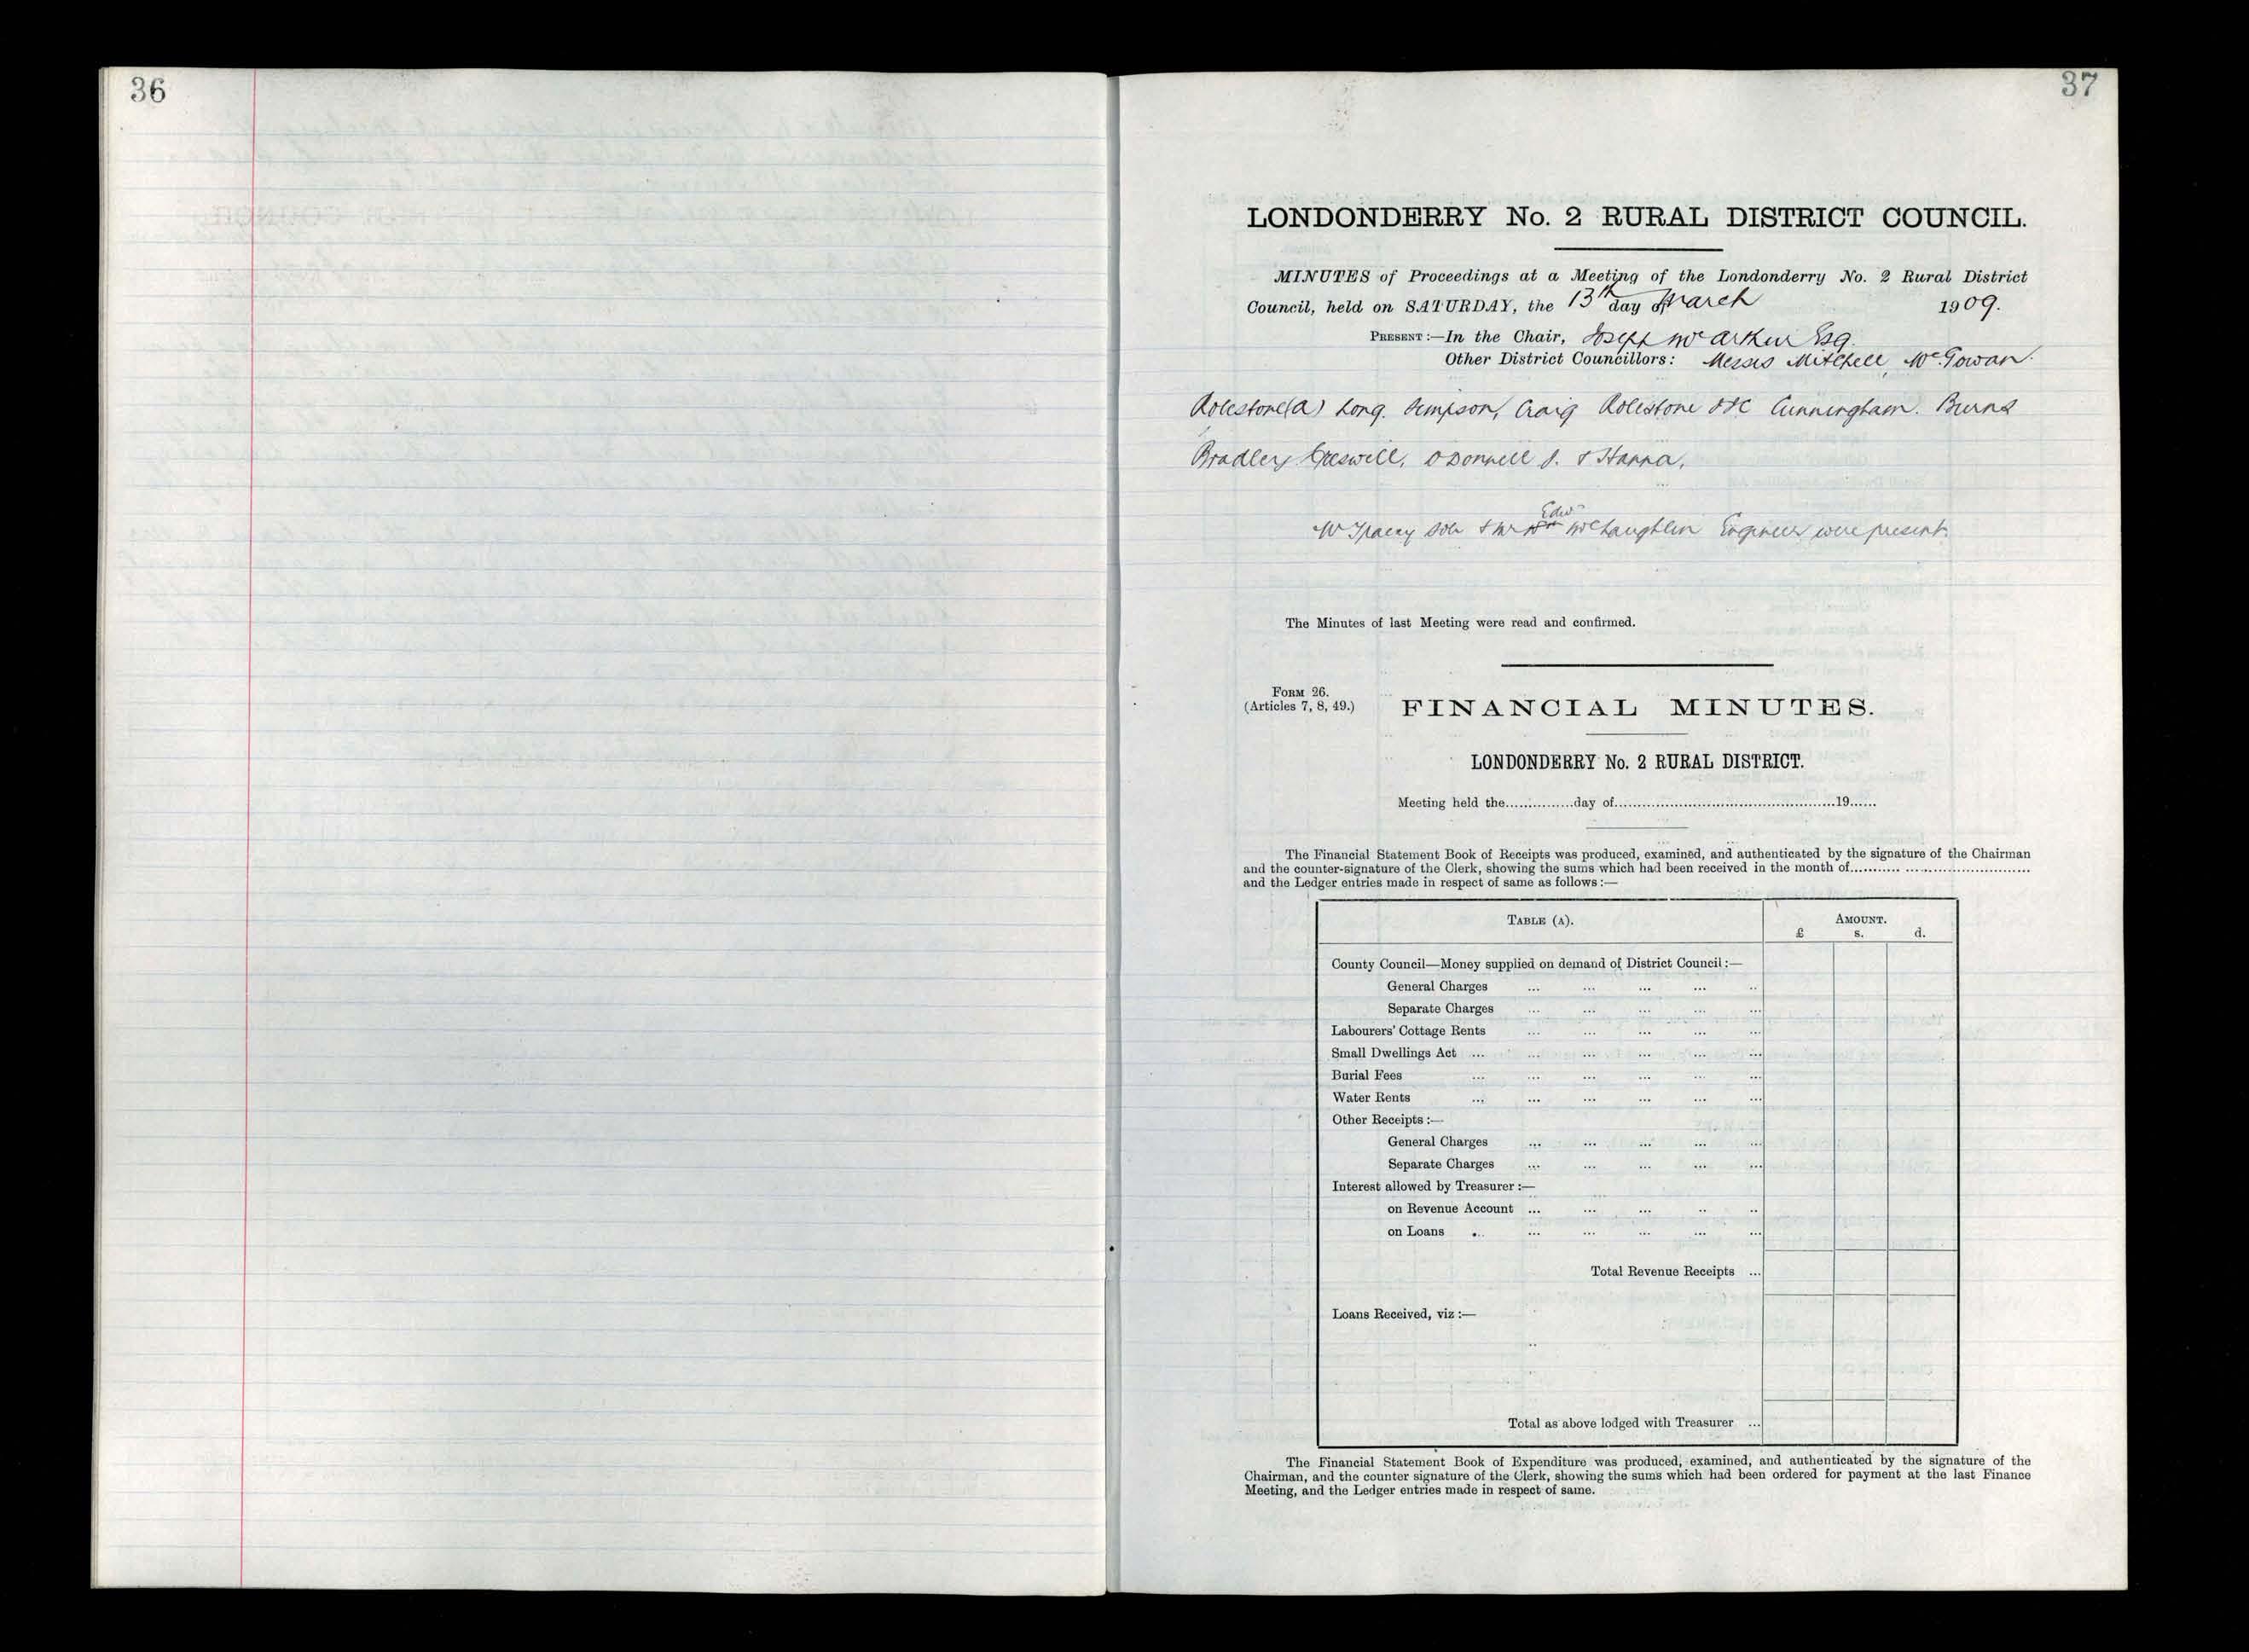 36
37
LONDONDERRY No. 2 RURAL DISTRICT COUNCIL.
MINUTES of Proceedings at a Meeting of the Londonderry No. 2 Rural District
Council, held on SATURDAY, the 13th day of March 1909.
PRESENT:—In the Chair, Joseph McArthur Esq.
Other District Councillors: Messrs Mitchell, McGowan
Rolestone(A) Long. Simpson, Craig Rolestone Cunningham. Burns
Bradley Creswell, O'Donnell J. & Hanna,
Mr Tracey Solr & Mr Edwd McLaughlin Engineer were present.
The Minutes of last Meeting were read and confirmed.
FORM 26.
(Articles 7, 8, 49.)
FINANCIAL MINUTES.
LONDONDERRY No. 2 RURAL DISTRICT.
Meeting held the...............day of...............................................19......
The Financial Statement Book of Receipts was produced, examined, and authenticated by the signature of the Chairman
and the counter-signature of the Clerk, showing the sums which had been received in the month of.......................................
and the Ledger entries made in respect of same as follows:—
TABLE (A).
AMOUNT.
£ s. d.
County Council—Money supplied on demand of District Council:—
General Charges ... ... ... ... ..
Separate Charges ... ... ... ... ...
Labourers' Cottage Rents ... ... ... ... ...
Small Dwellings Act ... ... ... ... ... ...
Burial Fees ... ... ... ... ... ...
Water Rents ... ... ... ... ... ...
Other Receipts:—
General Charges ... ... ... ... ...
Separate Charges ... ... ... ... ...
Interest allowed by Treasurer:—
on Revenue Account ... ... ... .. ..
on Loans ... ... ... ... ... ...
Total Revenue Receipts ...
Loans Received, viz:—
Total as above lodged with Treasurer ...
The Financial Statement Book of Expenditure was produced, examined, and authenticated by the signature of the
Chairman, and the counter signature of the Clerk, showing the sums which had been ordered for payment at the last Finance
Meeting, and the Ledger entries made in respect of same.